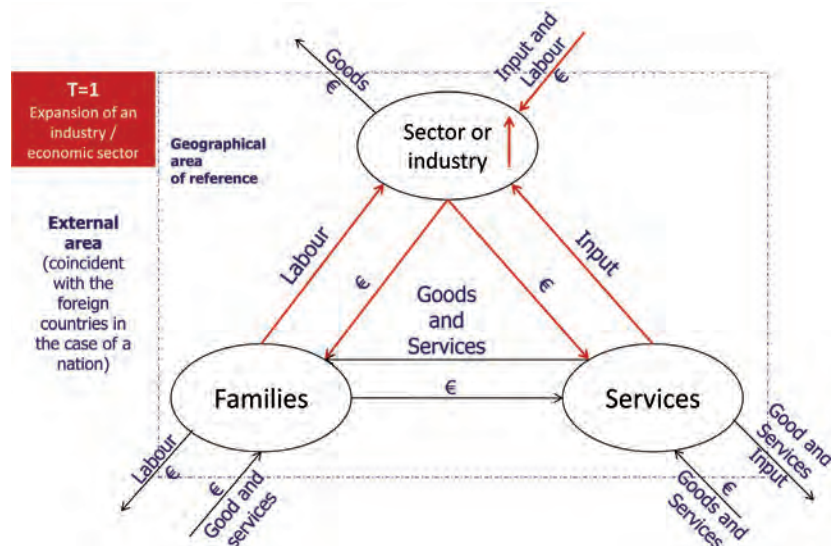 Goods
€
Input and
Labour
€
T=1
Expansion of an
industry /
economic sector
Geographical
area
of reference
Sector or
industry
External
area
(coincident
with the
foreign
countries in
the case of a
nation)
Labour
€
€
Input
Goods
and
Services
€
Families
Services
Labour
€
€
Good and
services
Good and
Services
Input
€
Goods and
Services